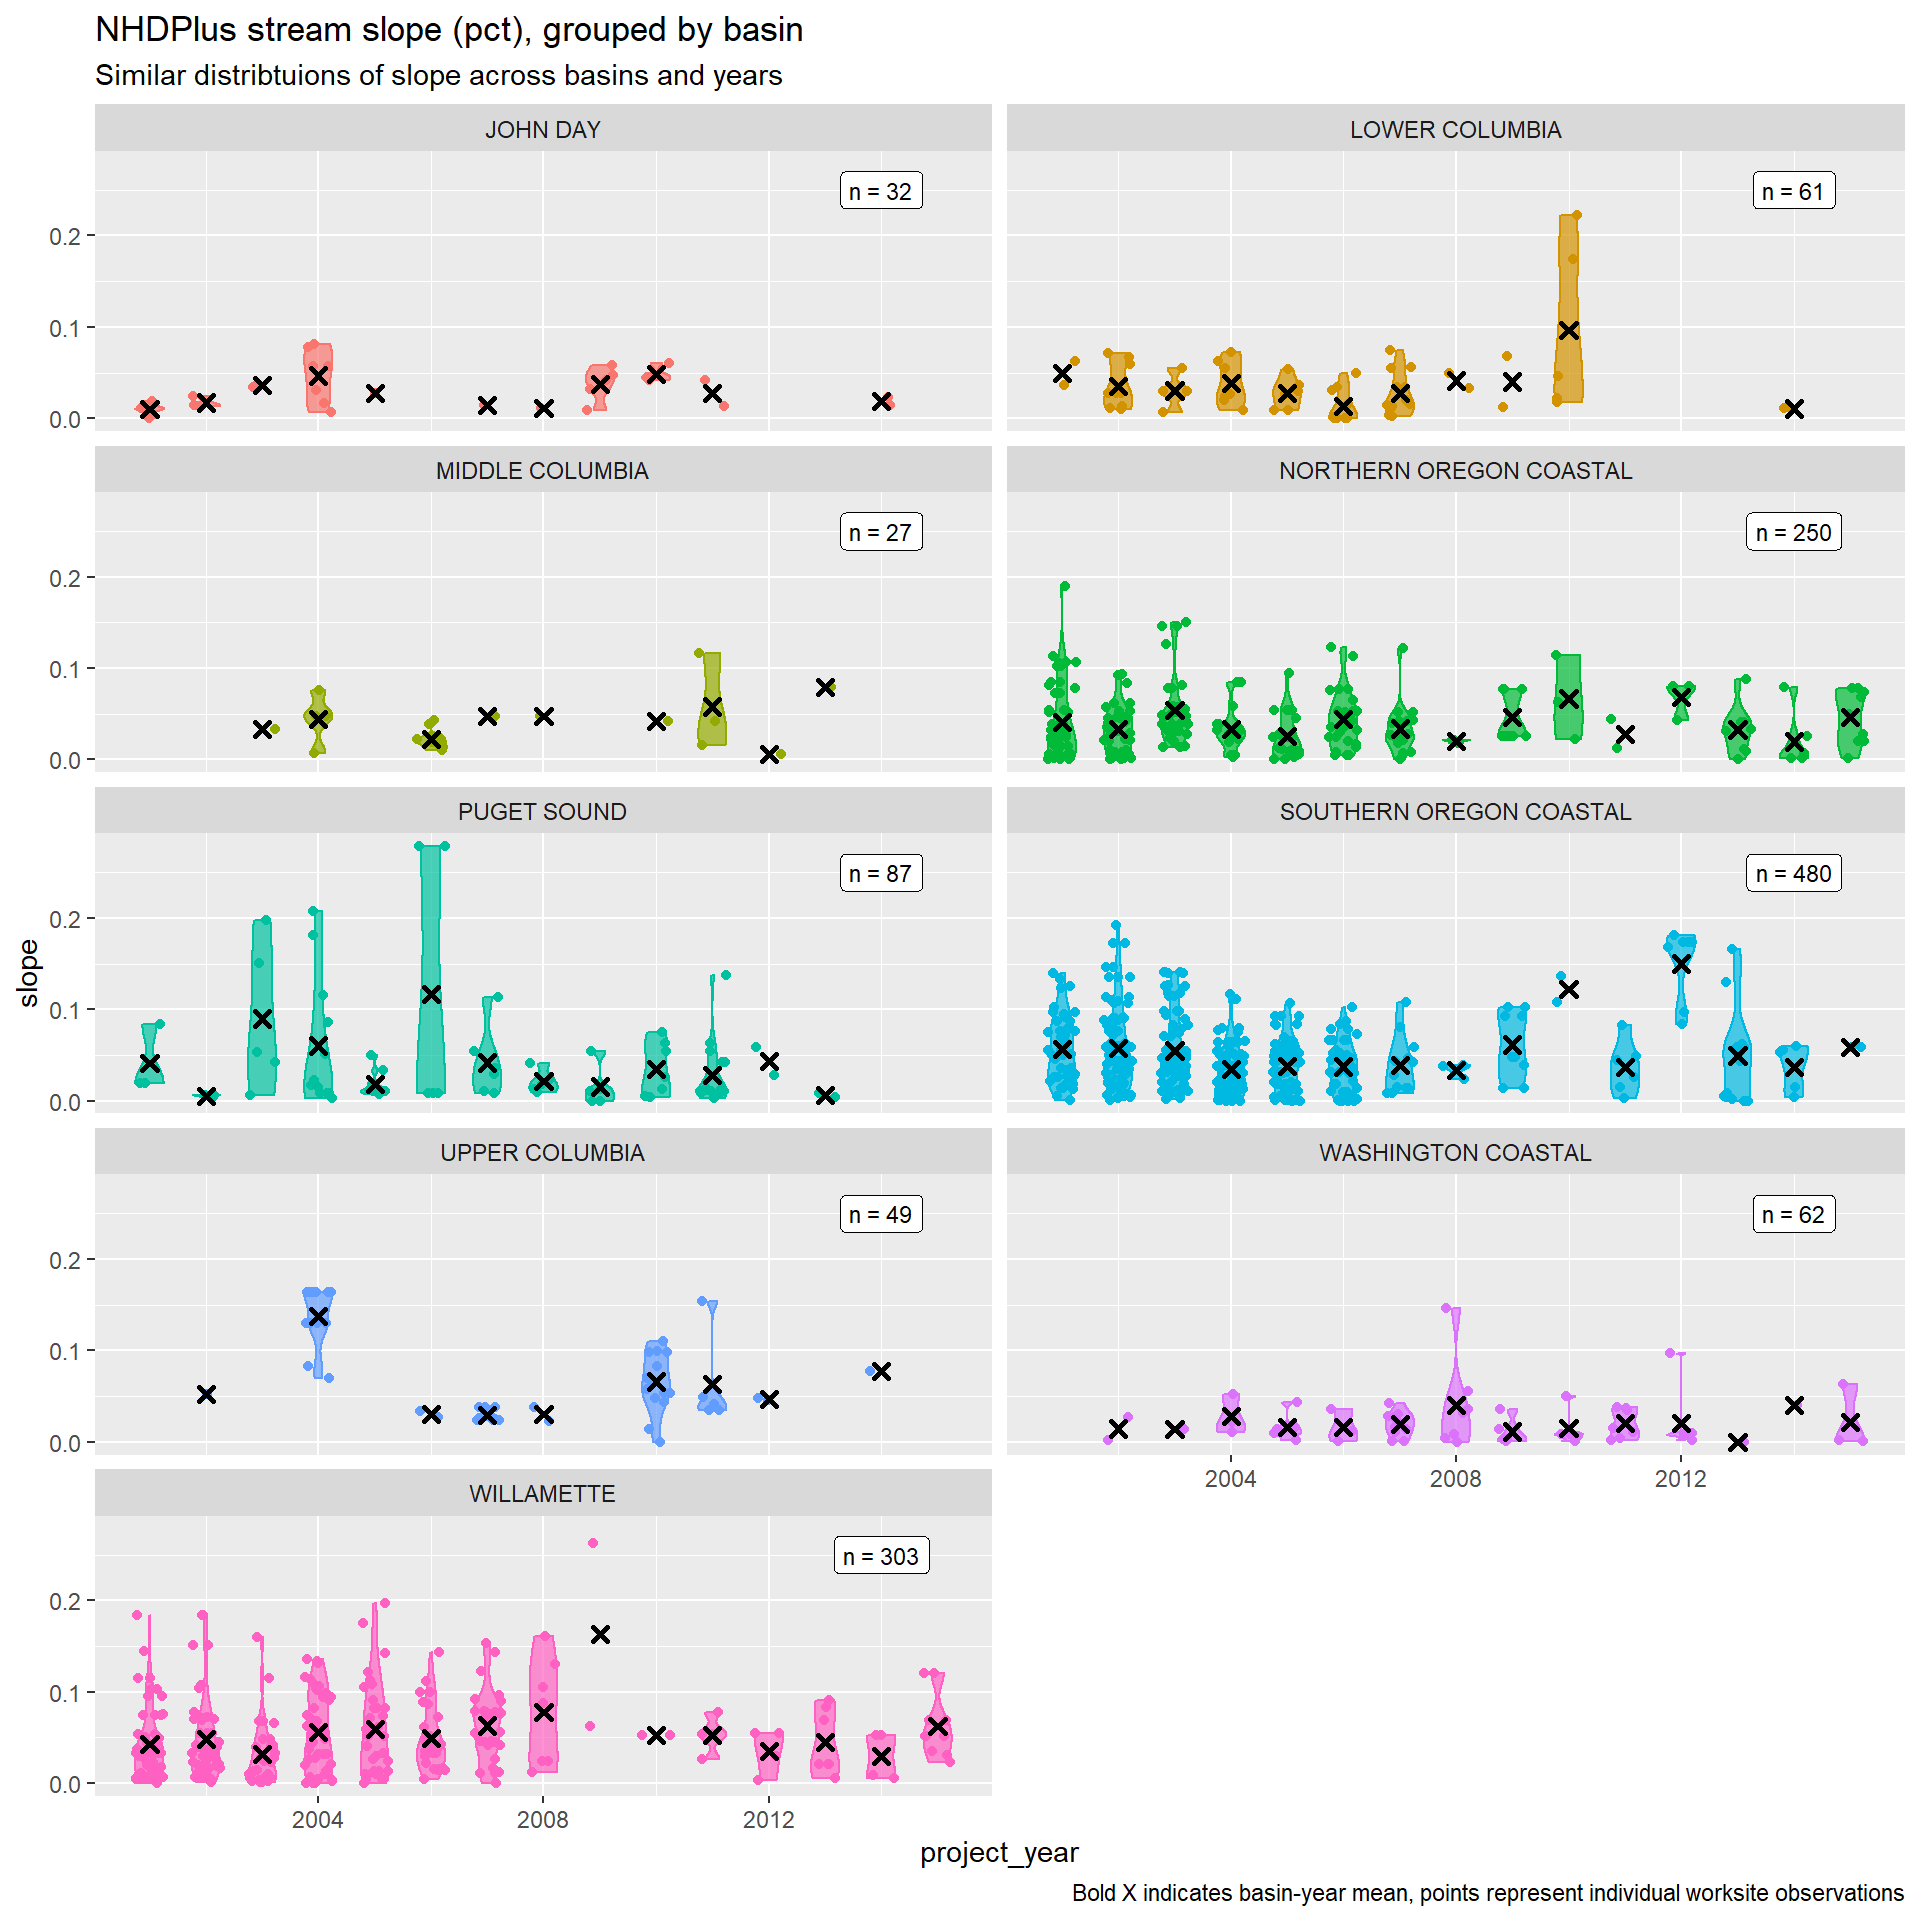 NHDPlus stream slope (pct), grouped by basin
Similar distribtuions of slope across basins and years
JOHN DAY
n = 32
0.2
0.1
0.0
LOWER COLUMBIA
n = 61
MIDDLE COLUMBIA
n = 27
0.2
0.1
0.0
NORTHERN OREGON COASTAL
n = 250
PUGET SOUND
n = 87
0.2
0.1
0.0
SOUTHERN OREGON COASTAL
n = 480
slope
UPPER COLUMBIA
n = 49
0.2
0.1
0.0
WASHINGTON COASTAL
n = 62
2004 2008 2012
WILLAMETTE
n = 303
0.2
0.1
0.0
2004 2008 2012
project_year
Bold X indicates basin-year mean, points represent individual worksite observations